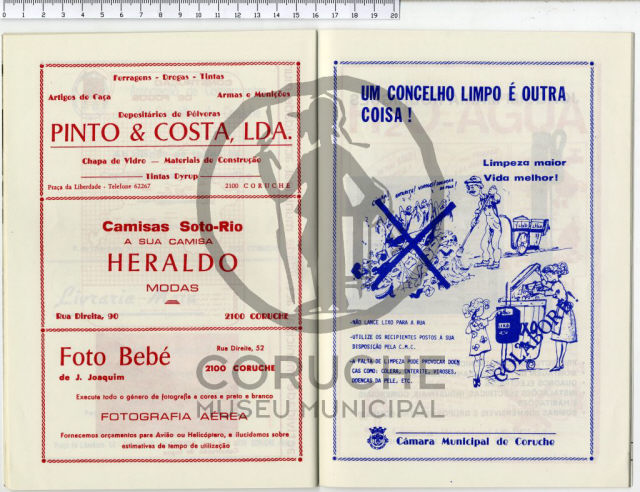 Ferragens - Drogas - Tintas
Artigos de Caça Armas e Munições
Depositários de Pólvoras
PINTO & COSTA, LDA.
Chapa de Vidro — Materiais de Construção
Tintas Dyrup
Praça da Liberdade - Telefone 62267 2100 CORUCHE
Camisas Soto-Rio
A SUA CAMISA
HERALDO
MODAS
Rua Direita, 90 2100 CORUCHE
Foto Bebé
Rua Direita, 52
2100 CORUCHE
de J. Joaquim
Executa todo o género de fotografia a cores e preto e branco
FOTOGRAFIA AÉREA
Fornecemos orçamentos para Avião ou Helicóptero, e ilucidamos sobre
estimativas de tempo de utilização
UM CONCELHO LIMPO É OUTRA
COISA !
Limpeza maior
Vida melhor!
-NÃO LANCE LIXO PARA A RUA
-UTILIZE OS RECIPIENTES POSTOS A SUA
DISPOSIÇÃO PELA C.M.C.
-A FALTA DE LIMPEZA PODE PROVOCAR DOEN
ÇAS COMO: COLERA, ENTERITE, VIROSES,
DOENÇAS DA PELE, ETC.
COLABORE
Câmara Municipal de Coruche
CORUCHE
MUSEU MUNICIPAL